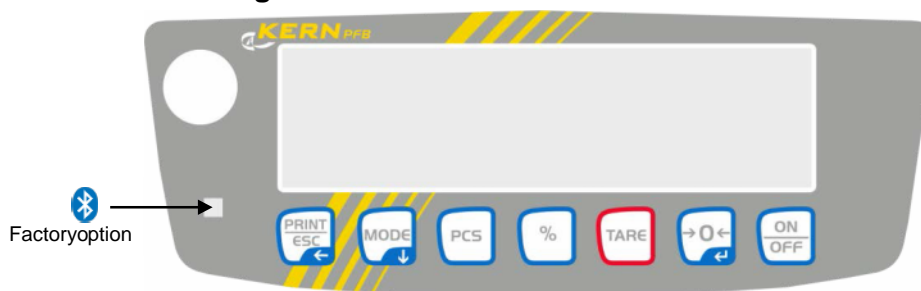 KERN PFB
Factoryoption
PRINT
ESC
MODE
PCS
%
TARE
→0←
ON
OFF